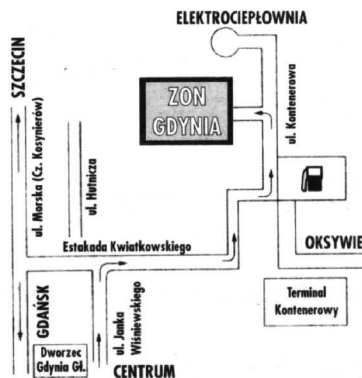 ELEKTROCIEPŁOWNIA
SZCZECIN
ZON
GDYNIA
ul. Kontenerowa
ul. Morska (Cz. Kosynierów)
ul. Hutnicza
Estakada Kwiatkowskiego
OKSYWIE
GDAŃSK
ul. Janka
Wiśniewskiego
Terminal
Kontenerowy
Dworzec
Gdynia Gł.
CENTRUM